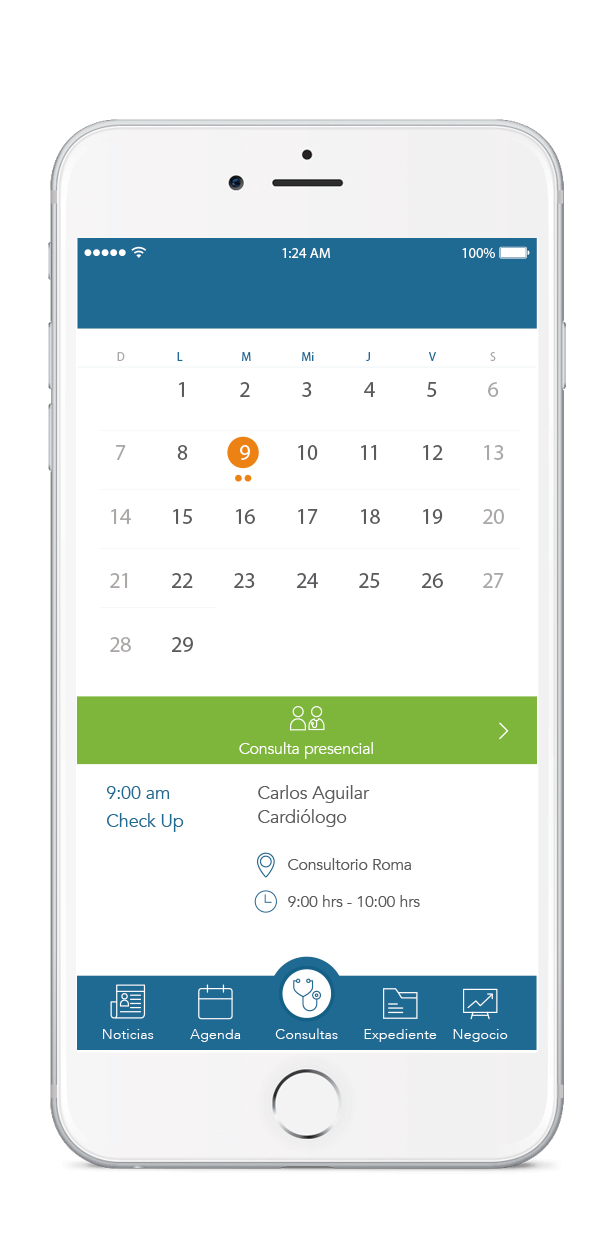 1:24 AM 100%
D L M Mi J V S
1 2 3 4 5 6
7 8 9 10 11 12 13
14 15 16 17 18 19 20
21 22 23 24 25 26 27
28 29
Consulta presencial
9:00 am
Check Up
Carlos Aguilar
Cardiólogo
Consultorio Roma
9:00 hrs - 10:00 hrs
Noticias Agenda Consultas Expediente Negocio